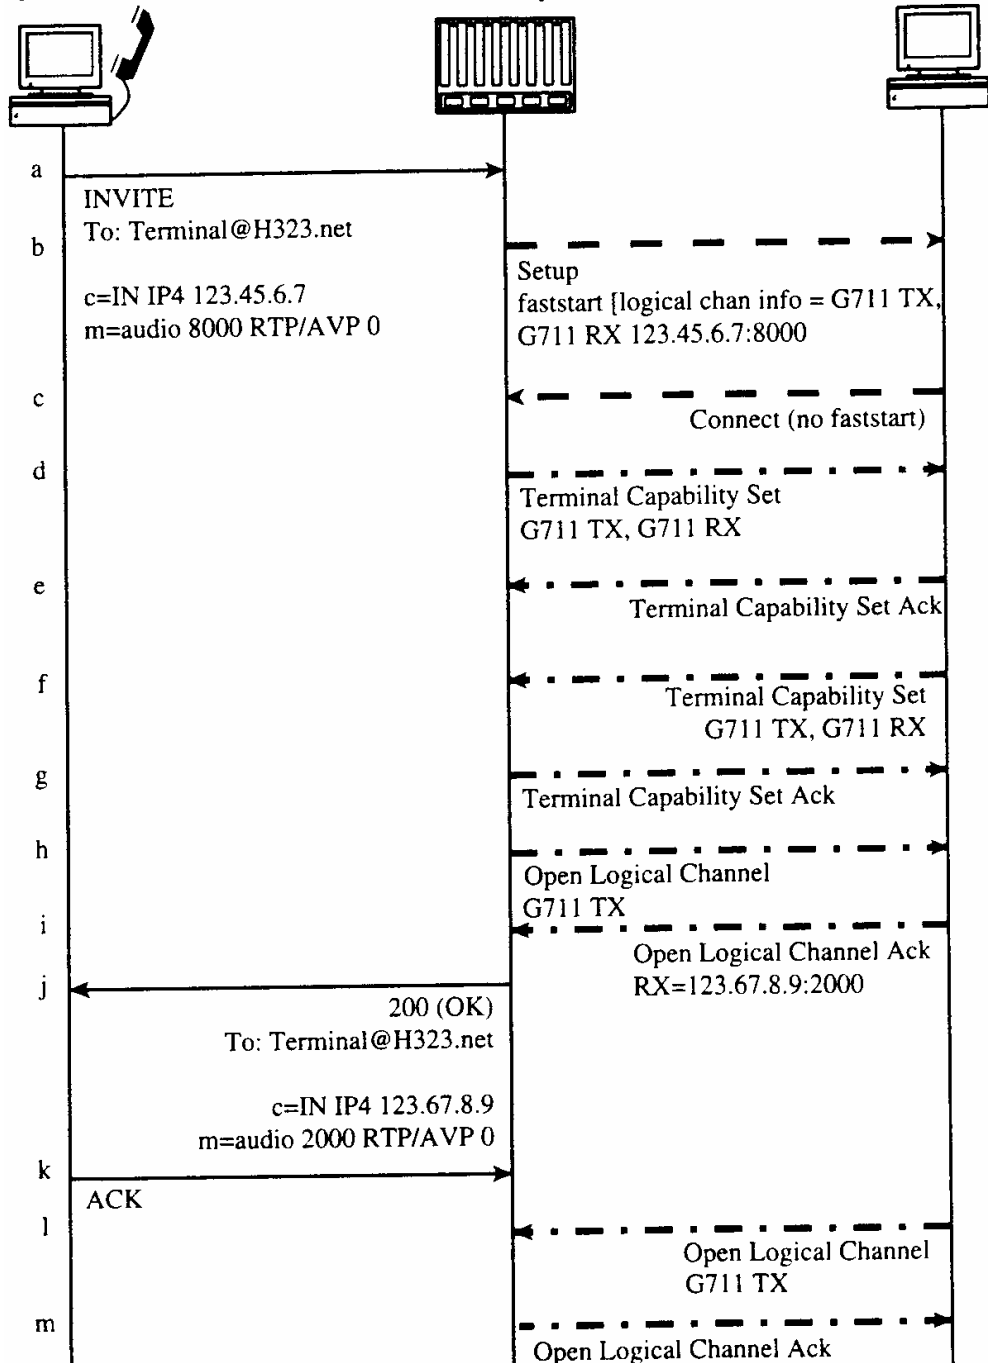 a
INVITE
To: Terminal@H323.net
b
c=IN IP4 123.45.6.7
m=audio 8000 RTP/AVP 0
Setup
faststart [logical chan info = G711 TX,
G711 RX 123.45.6.7:8000
c
Connect (no faststart)
d
Terminal Capability Set
G711 TX, G711 RX
e
Terminal Capability Set Ack
f
Terminal Capability Set
G711 TX, G711 RX
g
Terminal Capability Set Ack
h
Open Logical Channel
G711 TX
i
Open Logical Channel Ack
RX=123.67.8.9:2000
j
200 (OK)
To: Terminal@H323.net
c=IN IP4 123.67.8.9
m=audio 2000 RTP/AVP 0
k
ACK
l
Open Logical Channel
G711 TX
m
Open Logical Channel Ack